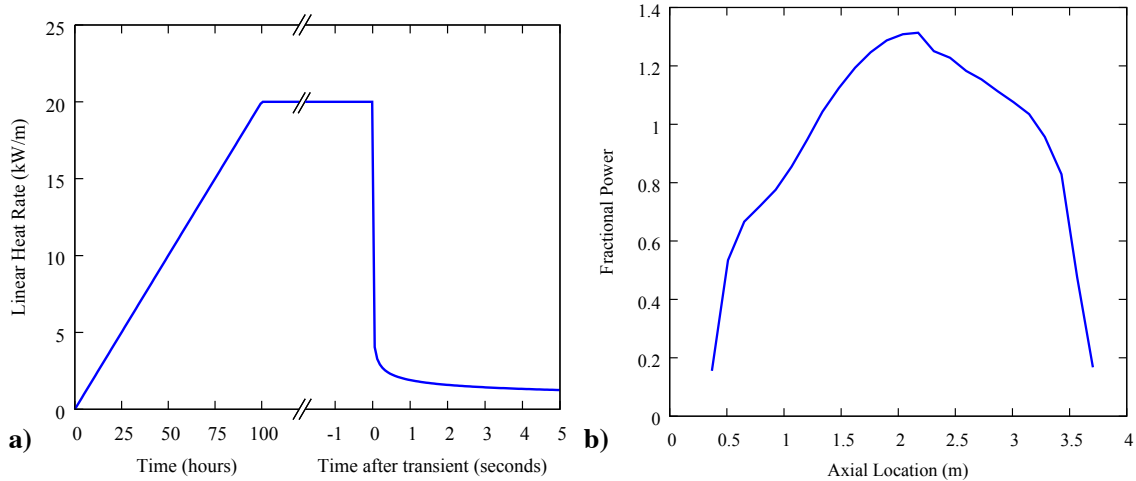 25
20
15
10
5
0
Linear Heat Rate (kW/m)
0 25 50 75 100 -1 0 1 2 3 4 5
Time (hours) Time after transient (seconds)
a)
1.4
1.2
1
0.8
0.6
0.4
0.2
0
Fractional Power
0 0.5 1 1.5 2 2.5 3 3.5 4
Axial Location (m)
b)